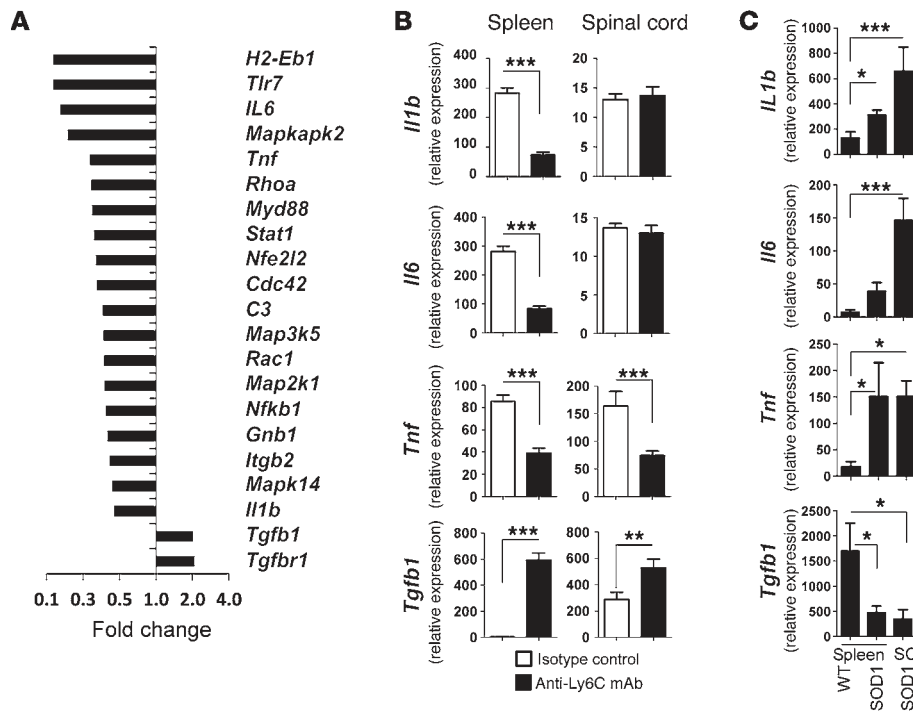 A
H2-Eb1
Tlr7
IL6
Mapkapk2
Tnf
Rhoa
Myd88
Stat1
Nfe2l2
Cdc42
C3
Map3k5
Rac1
Map2k1
Nfkb1
Gnb1
Itgb2
Mapk14
Il1b
Tgfb1
Tgfbr1
0.1 0.3 0.5 1.0 2.0 4.0
Fold change
B
Spleen Spinal cord
Il1b
(relative expression)
400
300
200
100
0
***
20
15
10
5
0
Il6
(relative expression)
400
300
200
100
0
***
15
10
5
0
Tnf
(relative expression)
100
80
60
40
20
0
***
200
150
100
50
0
***
Tgfb1
(relative expression)
800
600
400
200
0
***
800
600
400
200
0
**
Isotype control
Anti-Ly6C mAb
C
IL1b
(relative expression)
1000
800
600
400
200
0
***
*
Il6
(relative expression)
200
150
100
50
0
***
Tnf
(relative expression)
200
150
100
50
0
*
*
Tgfb1
(relative expression)
2500
2000
1500
1000
500
0
*
*
Spleen SC
WT
SOD1
SOD1